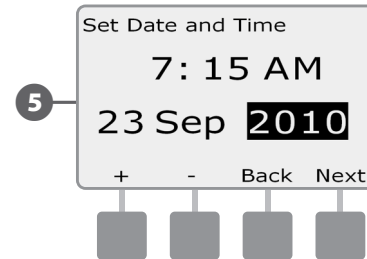 Set Date and Time
7: 15 AM
5
23 Sep 2010
+ - Back Next